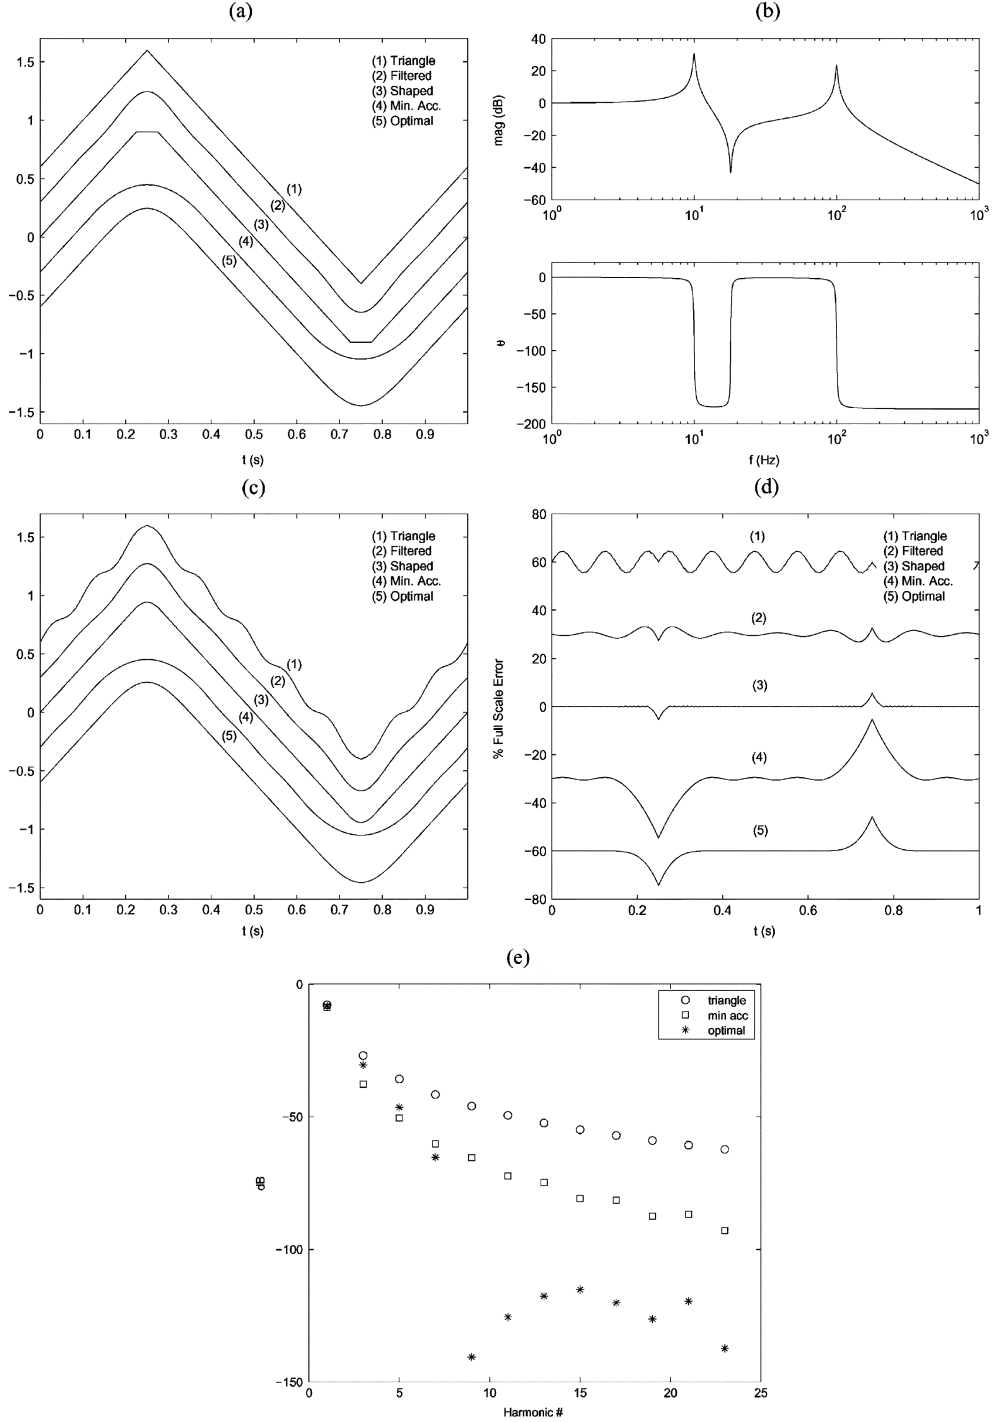 (a)
1.5
1
0.5
0
−0.5
−1
−1.5
0 0.1 0.2 0.3 0.4 0.5 0.6 0.7 0.8 0.9
t (s)
(1) Triangle
(2) Filtered
(3) Shaped
(4) Min. Acc.
(5) Optimal
(1)
(2)
(3)
(4)
(5)
(b)
40
20
0
−20
−40
−60
mag (dB)
10^0 10^1 10^2 10^3
0
−50
−100
−150
−200
θ
10^0 10^1 10^2 10^3
f (Hz)
(c)
1.5
1
0.5
0
−0.5
−1
−1.5
0 0.1 0.2 0.3 0.4 0.5 0.6 0.7 0.8 0.9
t (s)
(1) Triangle
(2) Filtered
(3) Shaped
(4) Min. Acc.
(5) Optimal
(1)
(2)
(3)
(4)
(5)
(d)
80
60
40
20
0
−20
−40
−60
−80
% Full Scale Error
0 0.2 0.4 0.6 0.8 1
t (s)
(1) Triangle
(2) Filtered
(3) Shaped
(4) Min. Acc.
(5) Optimal
(1)
(2)
(3)
(4)
(5)
(e)
0
−50
−100
−150
dB
0 5 10 15 20 25
Harmonic #
triangle
min acc
optimal